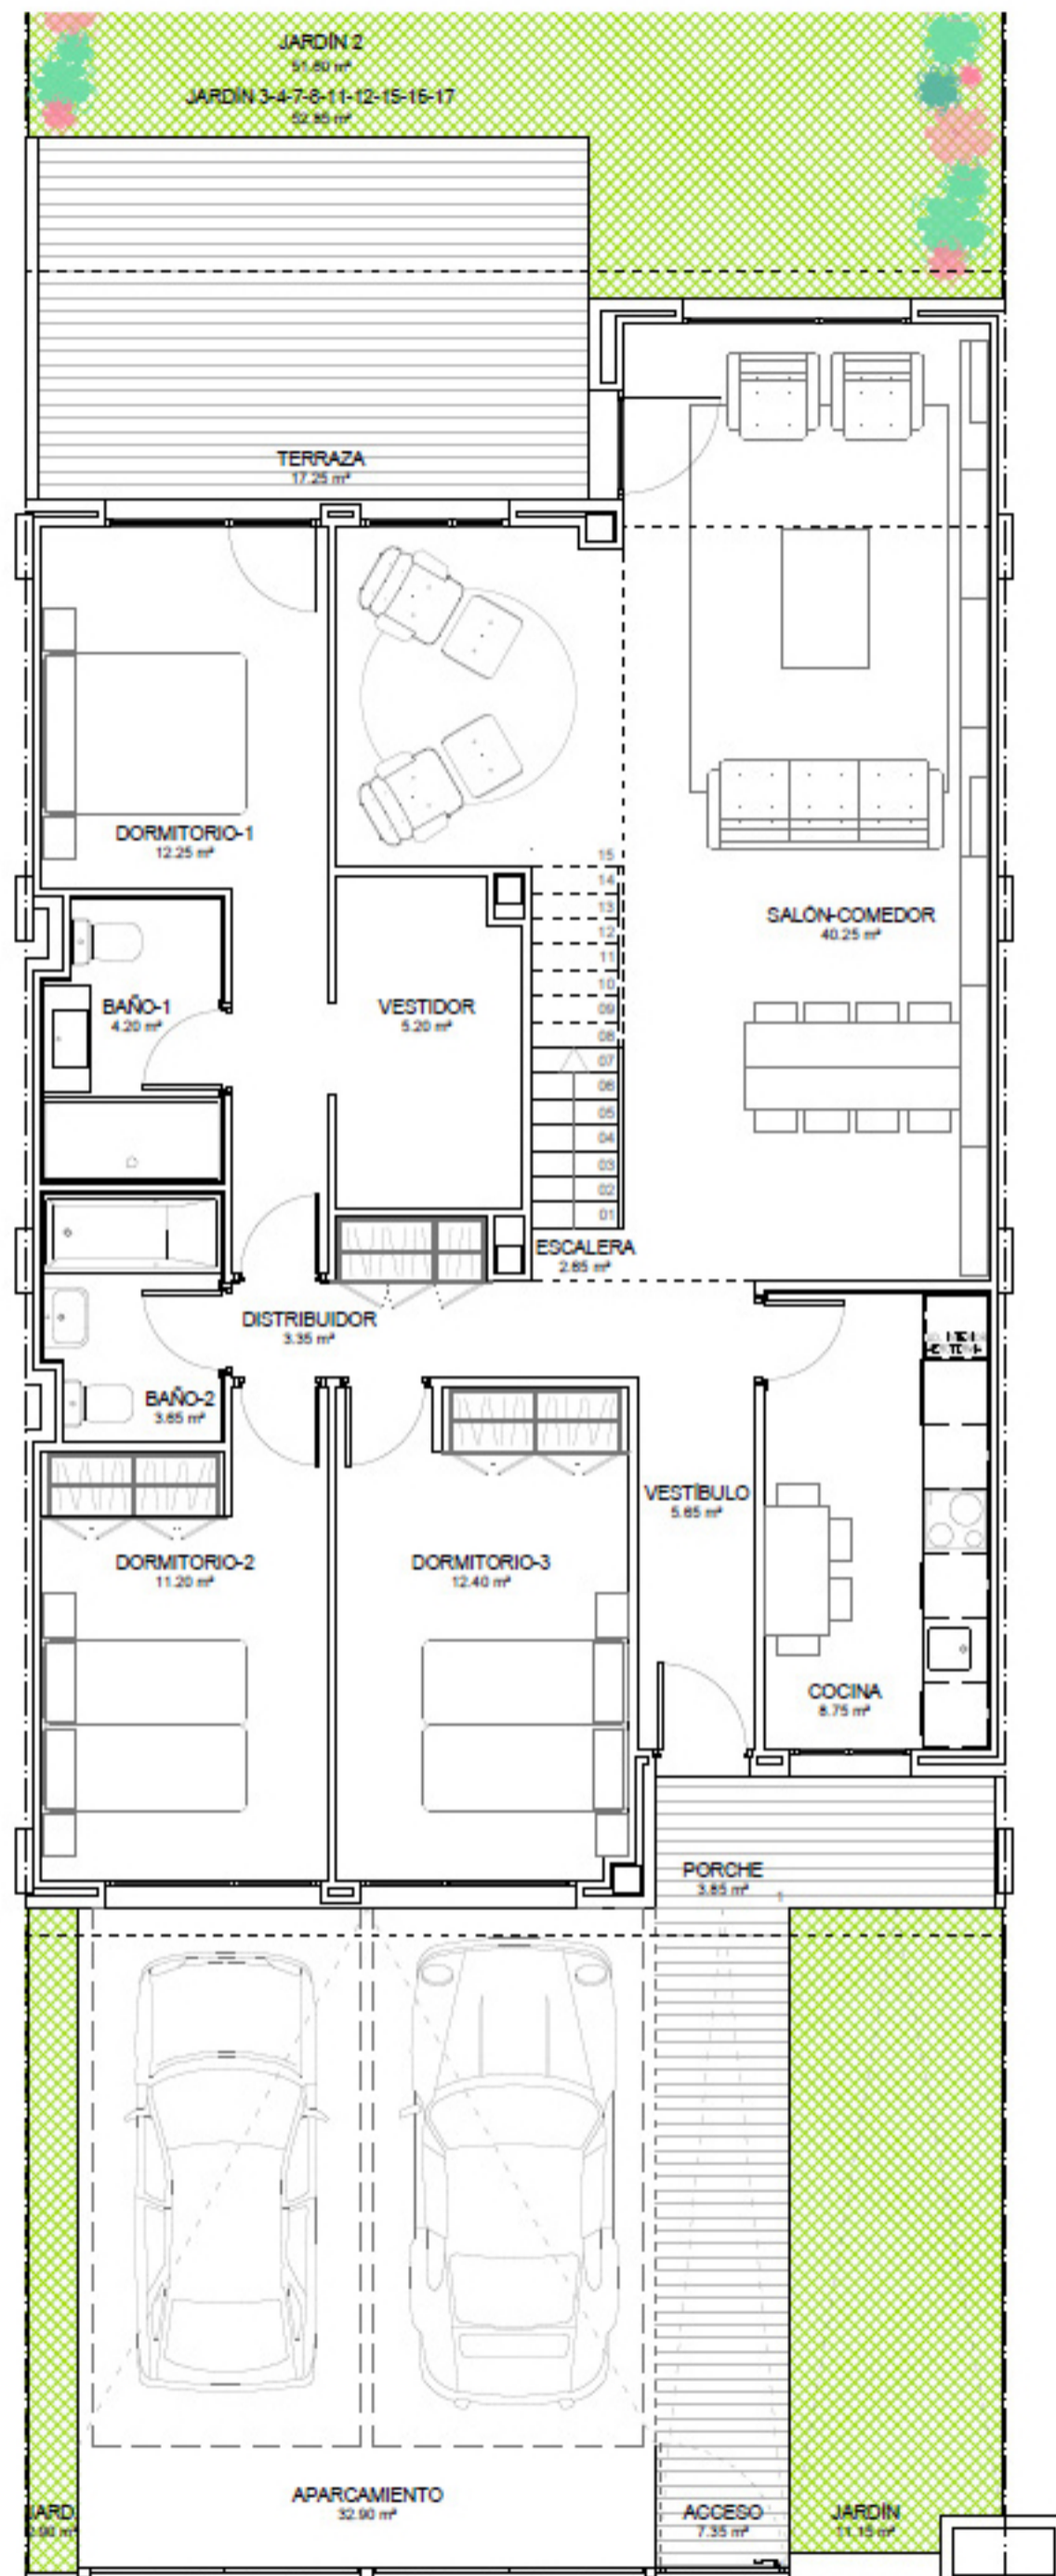 JARDÍN 2
51.60 m²
JARDÍN 3-4-7-8-11-12-15-16-17
52.85 m²
TERRAZA
17.25 m²
DORMITORIO-1
12.25 m²
15
14
13
12
11
10
09
08
07
06
05
04
03
02
01
SALÓN-COMEDOR
40.25 m²
BAÑO-1
4.20 m²
VESTIDOR
5.20 m²
ESCALERA
2.65 m²
DISTRIBUIDOR
3.35 m²
BAÑO-2
3.65 m²
VESTÍBULO
5.65 m²
DORMITORIO-2
11.20 m²
DORMITORIO-3
12.40 m²
COCINA
8.75 m²
PORCHE
3.85 m²
1
APARCAMIENTO
32.90 m²
JARD.
2.90 m²
ACCESO
7.35 m²
JARDÍN
11.15 m²